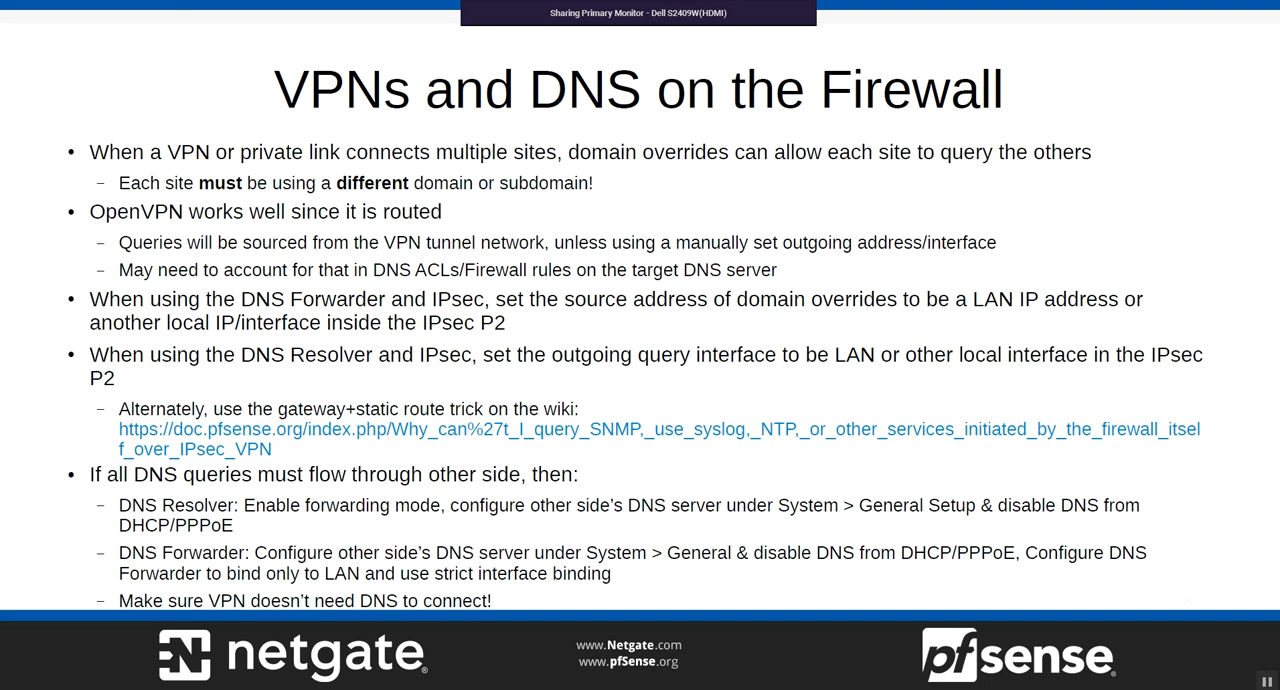 Sharing Primary Monitor - Dell S2409W(HDMI)
VPNs and DNS on the Firewall
• When a VPN or private link connects multiple sites, domain overrides can allow each site to query the others
– Each site must be using a different domain or subdomain!
• OpenVPN works well since it is routed
– Queries will be sourced from the VPN tunnel network, unless using a manually set outgoing address/interface
– May need to account for that in DNS ACLs/Firewall rules on the target DNS server
• When using the DNS Forwarder and IPsec, set the source address of domain overrides to be a LAN IP address or
another local IP/interface inside the IPsec P2
• When using the DNS Resolver and IPsec, set the outgoing query interface to be LAN or other local interface in the IPsec
P2
– Alternately, use the gateway+static route trick on the wiki:
https://doc.pfsense.org/index.php/Why_can%27t_I_query_SNMP,_use_syslog,_NTP,_or_other_services_initiated_by_the_firewall_itsel
f_over_IPsec_VPN
• If all DNS queries must flow through other side, then:
– DNS Resolver: Enable forwarding mode, configure other side’s DNS server under System > General Setup & disable DNS from
DHCP/PPPoE
– DNS Forwarder: Configure other side’s DNS server under System > General & disable DNS from DHCP/PPPoE, Configure DNS
Forwarder to bind only to LAN and use strict interface binding
– Make sure VPN doesn’t need DNS to connect!
netgate®
www.Netgate.com
www.pfSense.org
pfsense®